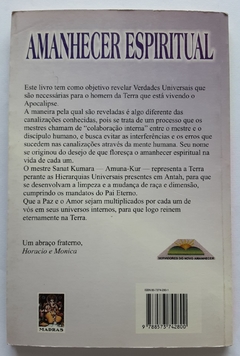 AMANHECER ESPIRITUAL
Este livro tem como objetivo revelar Verdades Universais que
são necessárias para o homem da Terra que está vivendo o
Apocalipse.
A maneira pela qual são reveladas é algo diferente das
canalizações conhecidas, pois se trata de um processo que os
mestres chamam de "colaboração interna" entre o mestre e o
discípulo humano, e busca evitar as interferências e os erros que
sucedem nas canalizações através da mente humana. Seu nome
se origina do desejo de que floresça o amanhecer espiritual na
vida de cada um.
O mestre Sanat Kumara — Amuna-Kur — representa a Terra
perante as Hierarquias Universais presentes em Antah, para que
se desenvolvam a limpeza e a mudança de raça e dimensão,
cumprindo os mandatos do Pai Eterno.
Que a Paz e o Amor sejam multiplicados por cada um de
vós em seus universos internos, para que logo reinem
eternamente na Terra.
Um abraço fraterno,
Horacio e Monica
MADRAS
9 788573 742800